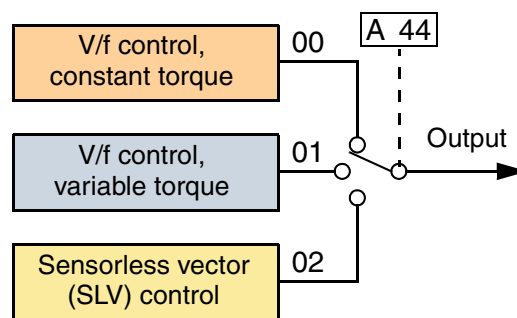 V/f control,
constant torque
00
A 44
V/f control,
variable torque
01
Output
Sensorless vector
(SLV) control
02